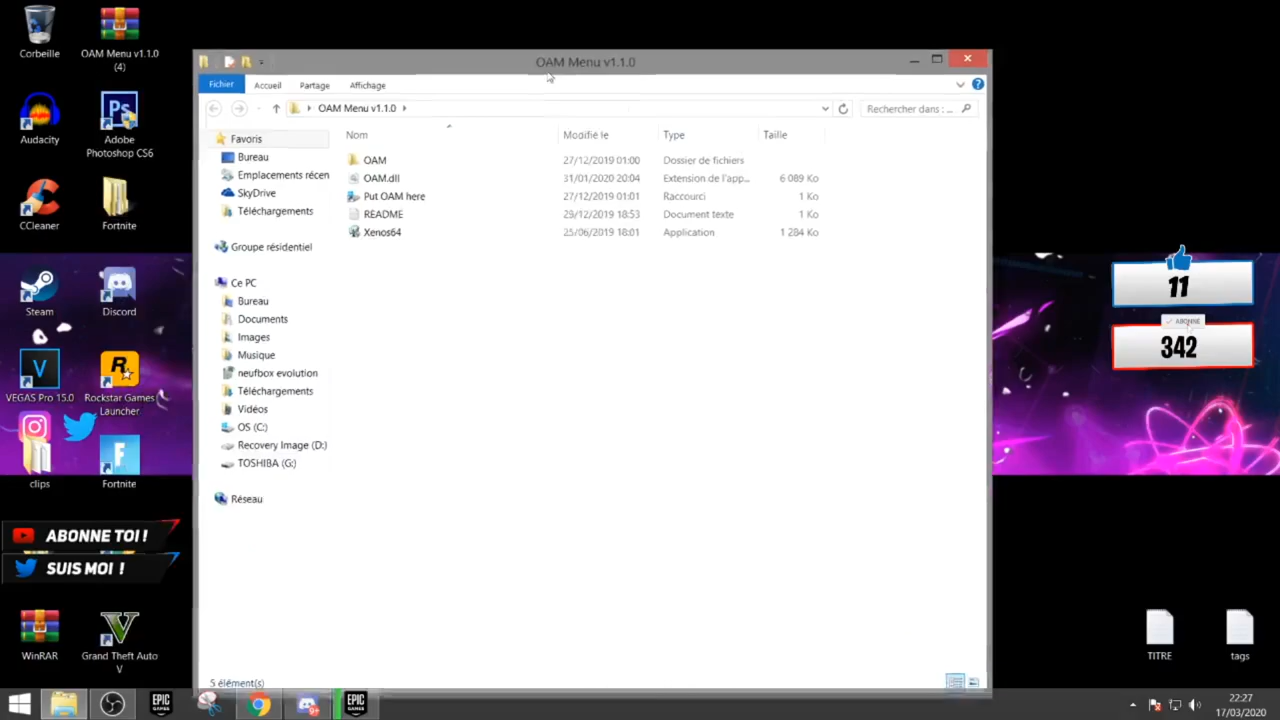 Corbeille
OAM Menu v1.1.0
(4)
Audacity
Ps
Adobe
Photoshop CS6
CCleaner
Fortnite
Steam
Discord
V
VEGAS Pro 15.0
R
Rockstar Games
Launcher
clips
F
Fortnite
ABONNE TOI !
SUIS MOI !
WinRAR
Grand Theft Auto
V
OAM Menu v1.1.0
Fichier
Accueil
Partage
Affichage
OAM Menu v1.1.0
Rechercher dans : ...
Nom
Modifié le
Type
Taille
OAM
27/12/2019 01:00
Dossier de fichiers
OAM.dll
31/01/2020 20:04
Extension de l'app...
6 089 Ko
Put OAM here
27/12/2019 01:01
Raccourci
1 Ko
README
29/12/2019 18:53
Document texte
1 Ko
Xenos64
25/06/2019 18:01
Application
1 284 Ko
Favoris
Bureau
Emplacements récen
SkyDrive
Téléchargements
Groupe résidentiel
Ce PC
Bureau
Documents
Images
Musique
neufbox evolution
Téléchargements
Vidéos
OS (C:)
Recovery Image (D:)
TOSHIBA (G:)
Réseau
5 élément(s)
11
ABONNÉ
342
TITRE
tags
EPIC
GAMES
EPIC
GAMES
22:27
17/03/2020